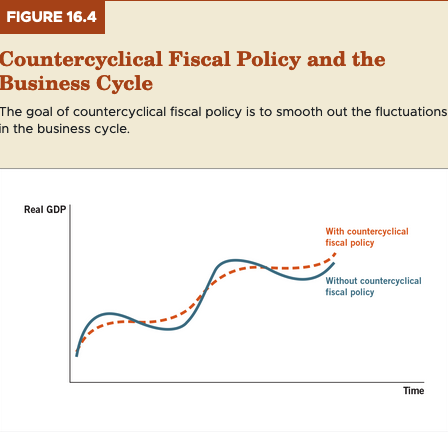 FIGURE 16.4
Countercyclical Fiscal Policy and the
Business Cycle
The goal of countercyclical fiscal policy is to smooth out the fluctuations
in the business cycle.
Real GDP
With countercyclical
fiscal policy
Without countercyclical
fiscal policy
Time